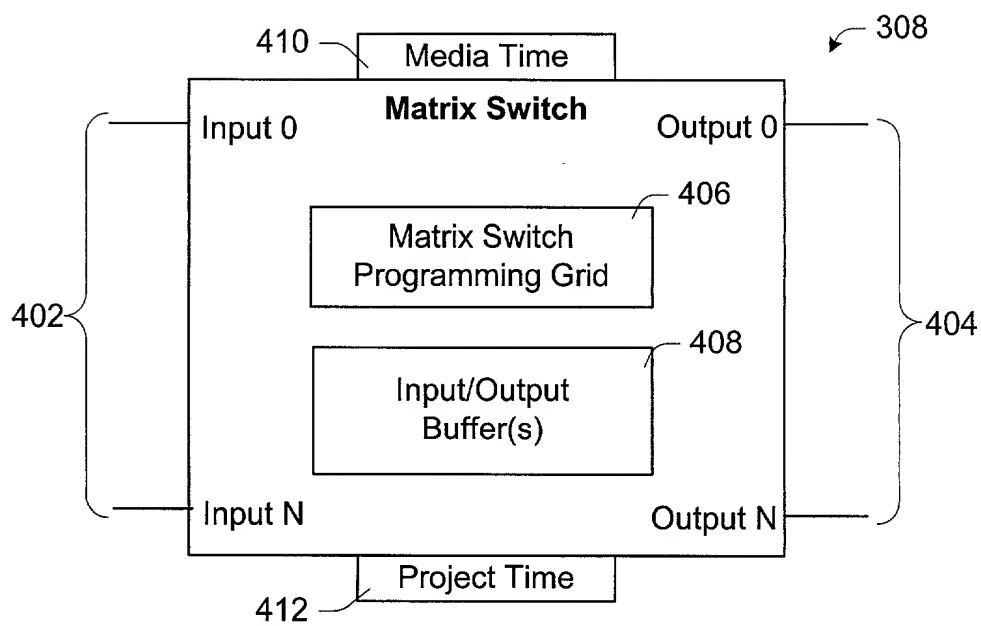 308
410
Media Time
Matrix Switch
Input 0
Output 0
406
Matrix Switch
Programming Grid
402
404
408
Input/Output
Buffer(s)
Input N
Output N
Project Time
412